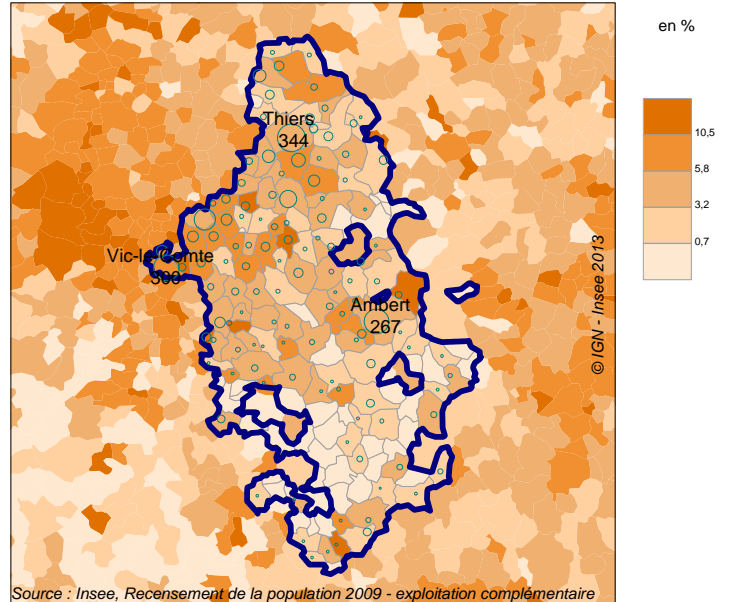 en %
10,5
5,8
3,2
0,7
Thiers
344
Vic-le-Comte
Ambert
267
© IGN - Insee 2013
Source : Insee, Recensement de la population 2009 - exploitation complémentaire